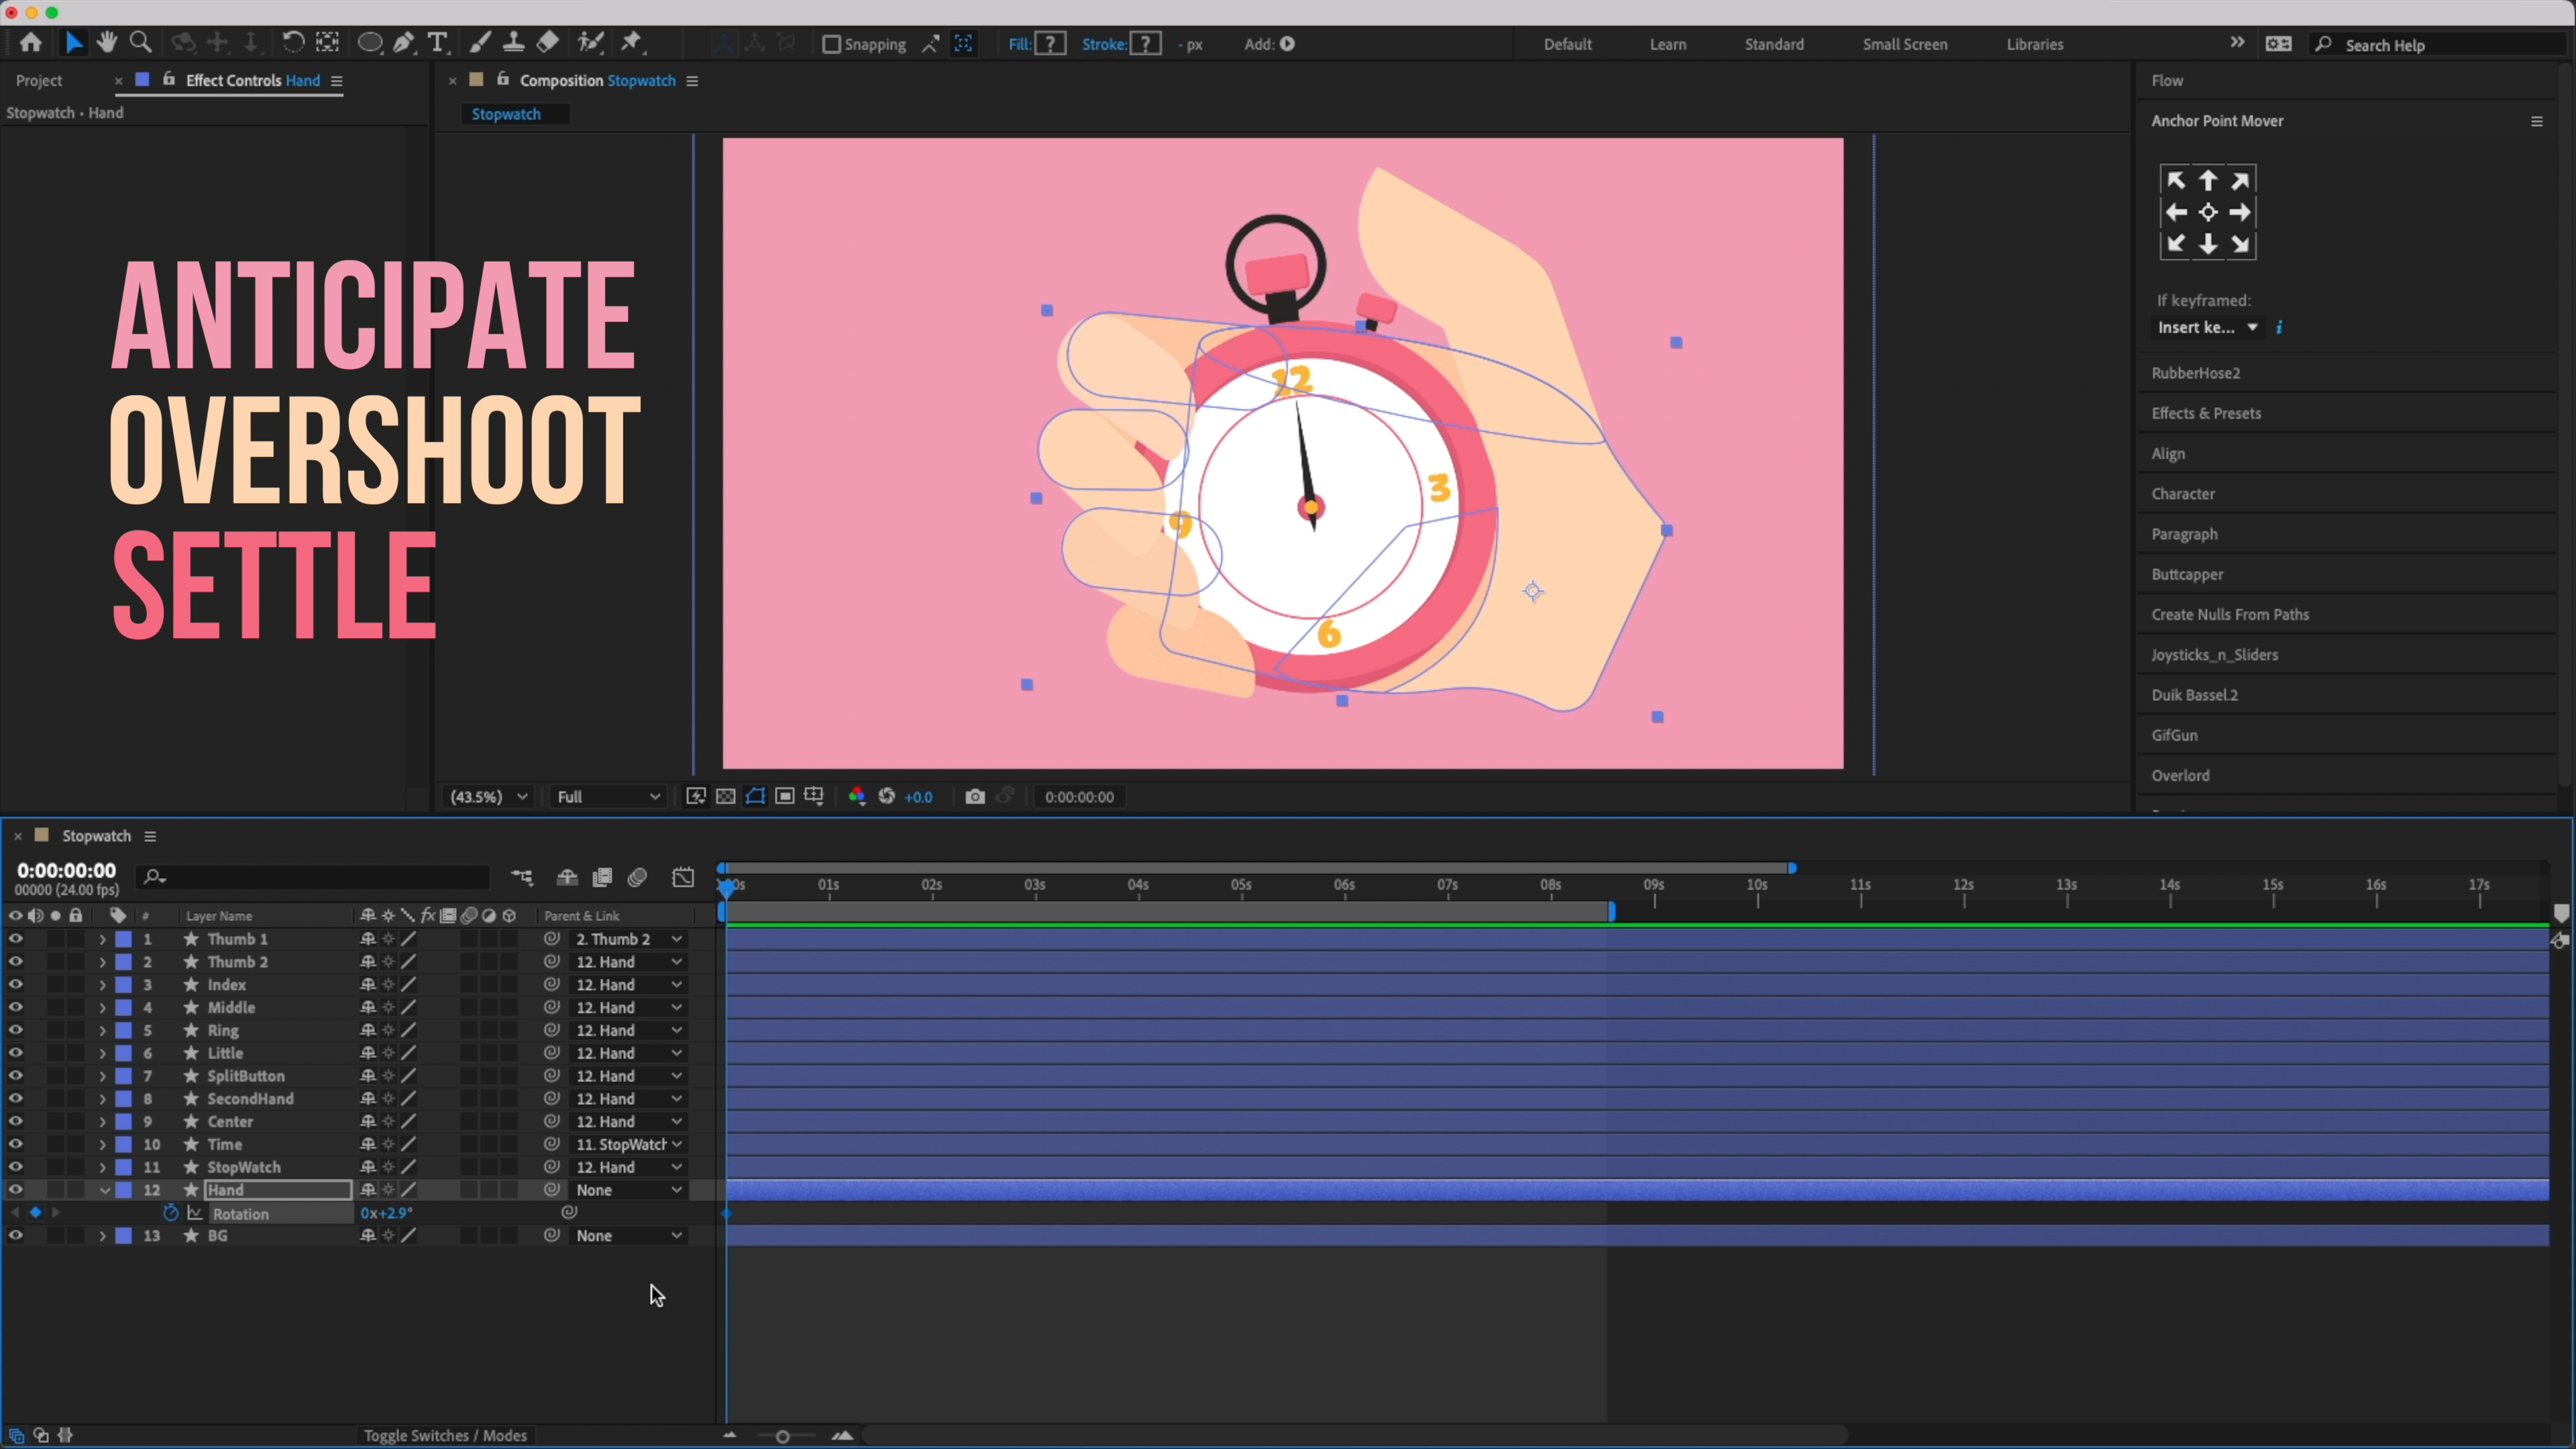 Snapping
Fill: ?
Stroke: ?
- px
Add:
Default
Learn
Standard
Small Screen
Libraries
Search Help
Project
Effect Controls Hand
Stopwatch • Hand
Composition Stopwatch
Stopwatch
ANTICIPATE
OVERSHOOT
SETTLE
12
3
6
9
(43.5%)
Full
+0.0
0:00:00:00
Flow
Anchor Point Mover
If keyframed:
Insert ke...
RubberHose2
Effects & Presets
Align
Character
Paragraph
Buttcapper
Create Nulls From Paths
Joysticks_n_Sliders
Duik Bassel.2
GifGun
Overlord
Stopwatch
0:00:00:00
00000 (24.00 fps)
01s 02s 03s 04s 05s 06s 07s 08s 09s 10s 11s 12s 13s 14s 15s 16s 17s
# Layer Name fx Parent & Link
1 Thumb 1 2. Thumb 2
2 Thumb 2 12. Hand
3 Index 12. Hand
4 Middle 12. Hand
5 Ring 12. Hand
6 Little 12. Hand
7 SplitButton 12. Hand
8 SecondHand 12. Hand
9 Center 12. Hand
10 Time 11. StopWatch
11 StopWatch 12. Hand
12 Hand None
Rotation 0x+2.9°
13 BG None
Toggle Switches / Modes